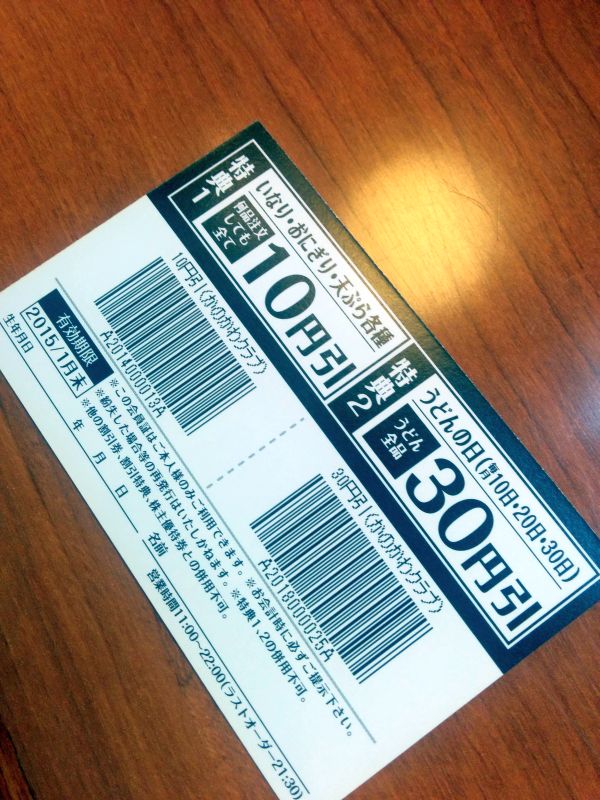 特典1
いなり・おにぎり・天ぷら各種
何品注文
しても
全て
10円引
特典2
うどんの日(毎月10日・20日・30日)
うどん
全品
30円引
10円引(かのかわクラブ)
A2014000013A
30円引(かのかわクラブ)
A2018000025A
有効期限
2015/1月末
※この会員証はご本人様のみご利用できます。※お会計時に必ずご提示下さい。
※紛失した場合等の再発行はいたしかねます。※特典1,2の併用不可。
※他の割引券、割引特典、株主優待券との併用不可。
生年月日 年 月 日
名前
営業時間11:00~22:00(ラストオーダー21:30)